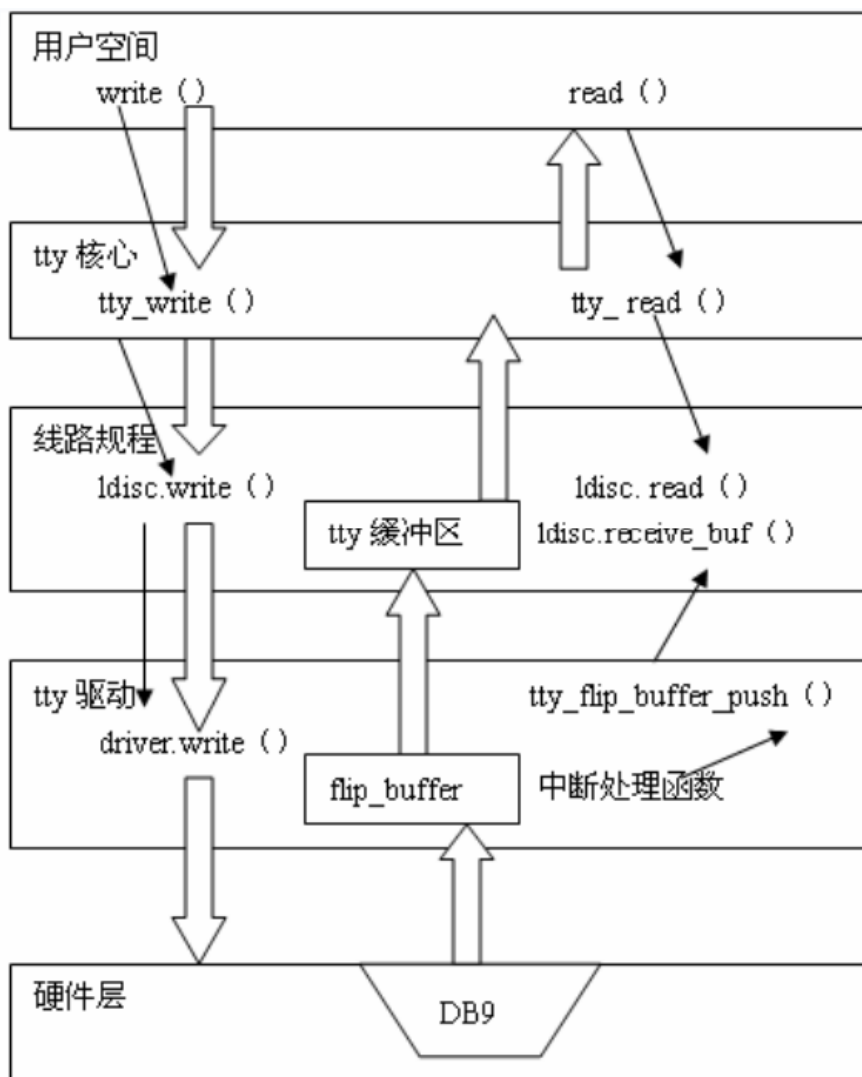 用户空间
write () read ()
tty 核心
tty_write () tty_ read ()
线路规程
ldisc.write () ldisc. read ()
tty 缓冲区 ldisc.receive_buf ()
tty 驱动 tty_flip_buffer_push ()
driver.write ()
flip_buffer 中断处理函数
硬件层
DB9